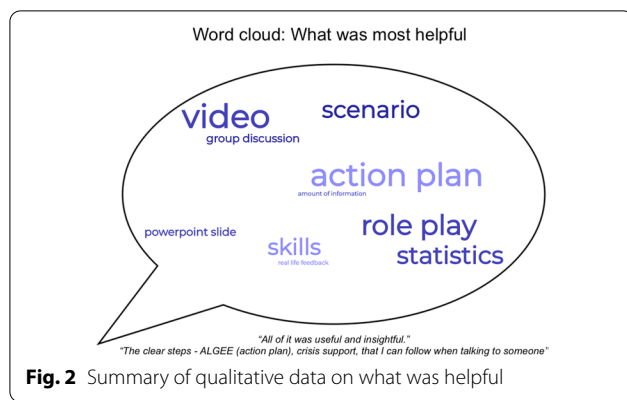 Word cloud: What was most helpful
video
scenario
group discussion
action plan
amount of information
role play
powerpoint slide
skills
statistics
real life feedback
"All of it was useful and insightful."
"The clear steps - ALGEE (action plan), crisis support, that I can follow when talking to someone"
Fig. 2 Summary of qualitative data on what was helpful